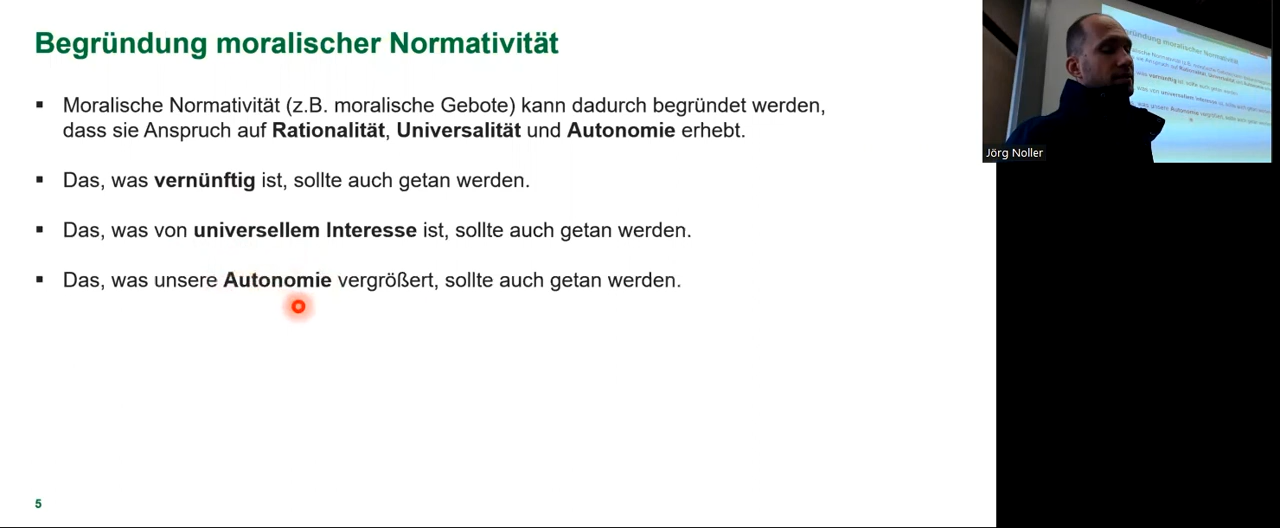 Begründung moralischer Normativität
▪ Moralische Normativität (z.B. moralische Gebote) kann dadurch begründet werden,
dass sie Anspruch auf Rationalität, Universalität und Autonomie erhebt.
▪ Das, was vernünftig ist, sollte auch getan werden.
▪ Das, was von universellem Interesse ist, sollte auch getan werden.
▪ Das, was unsere Autonomie vergrößert, sollte auch getan werden.
5
Jörg Noller